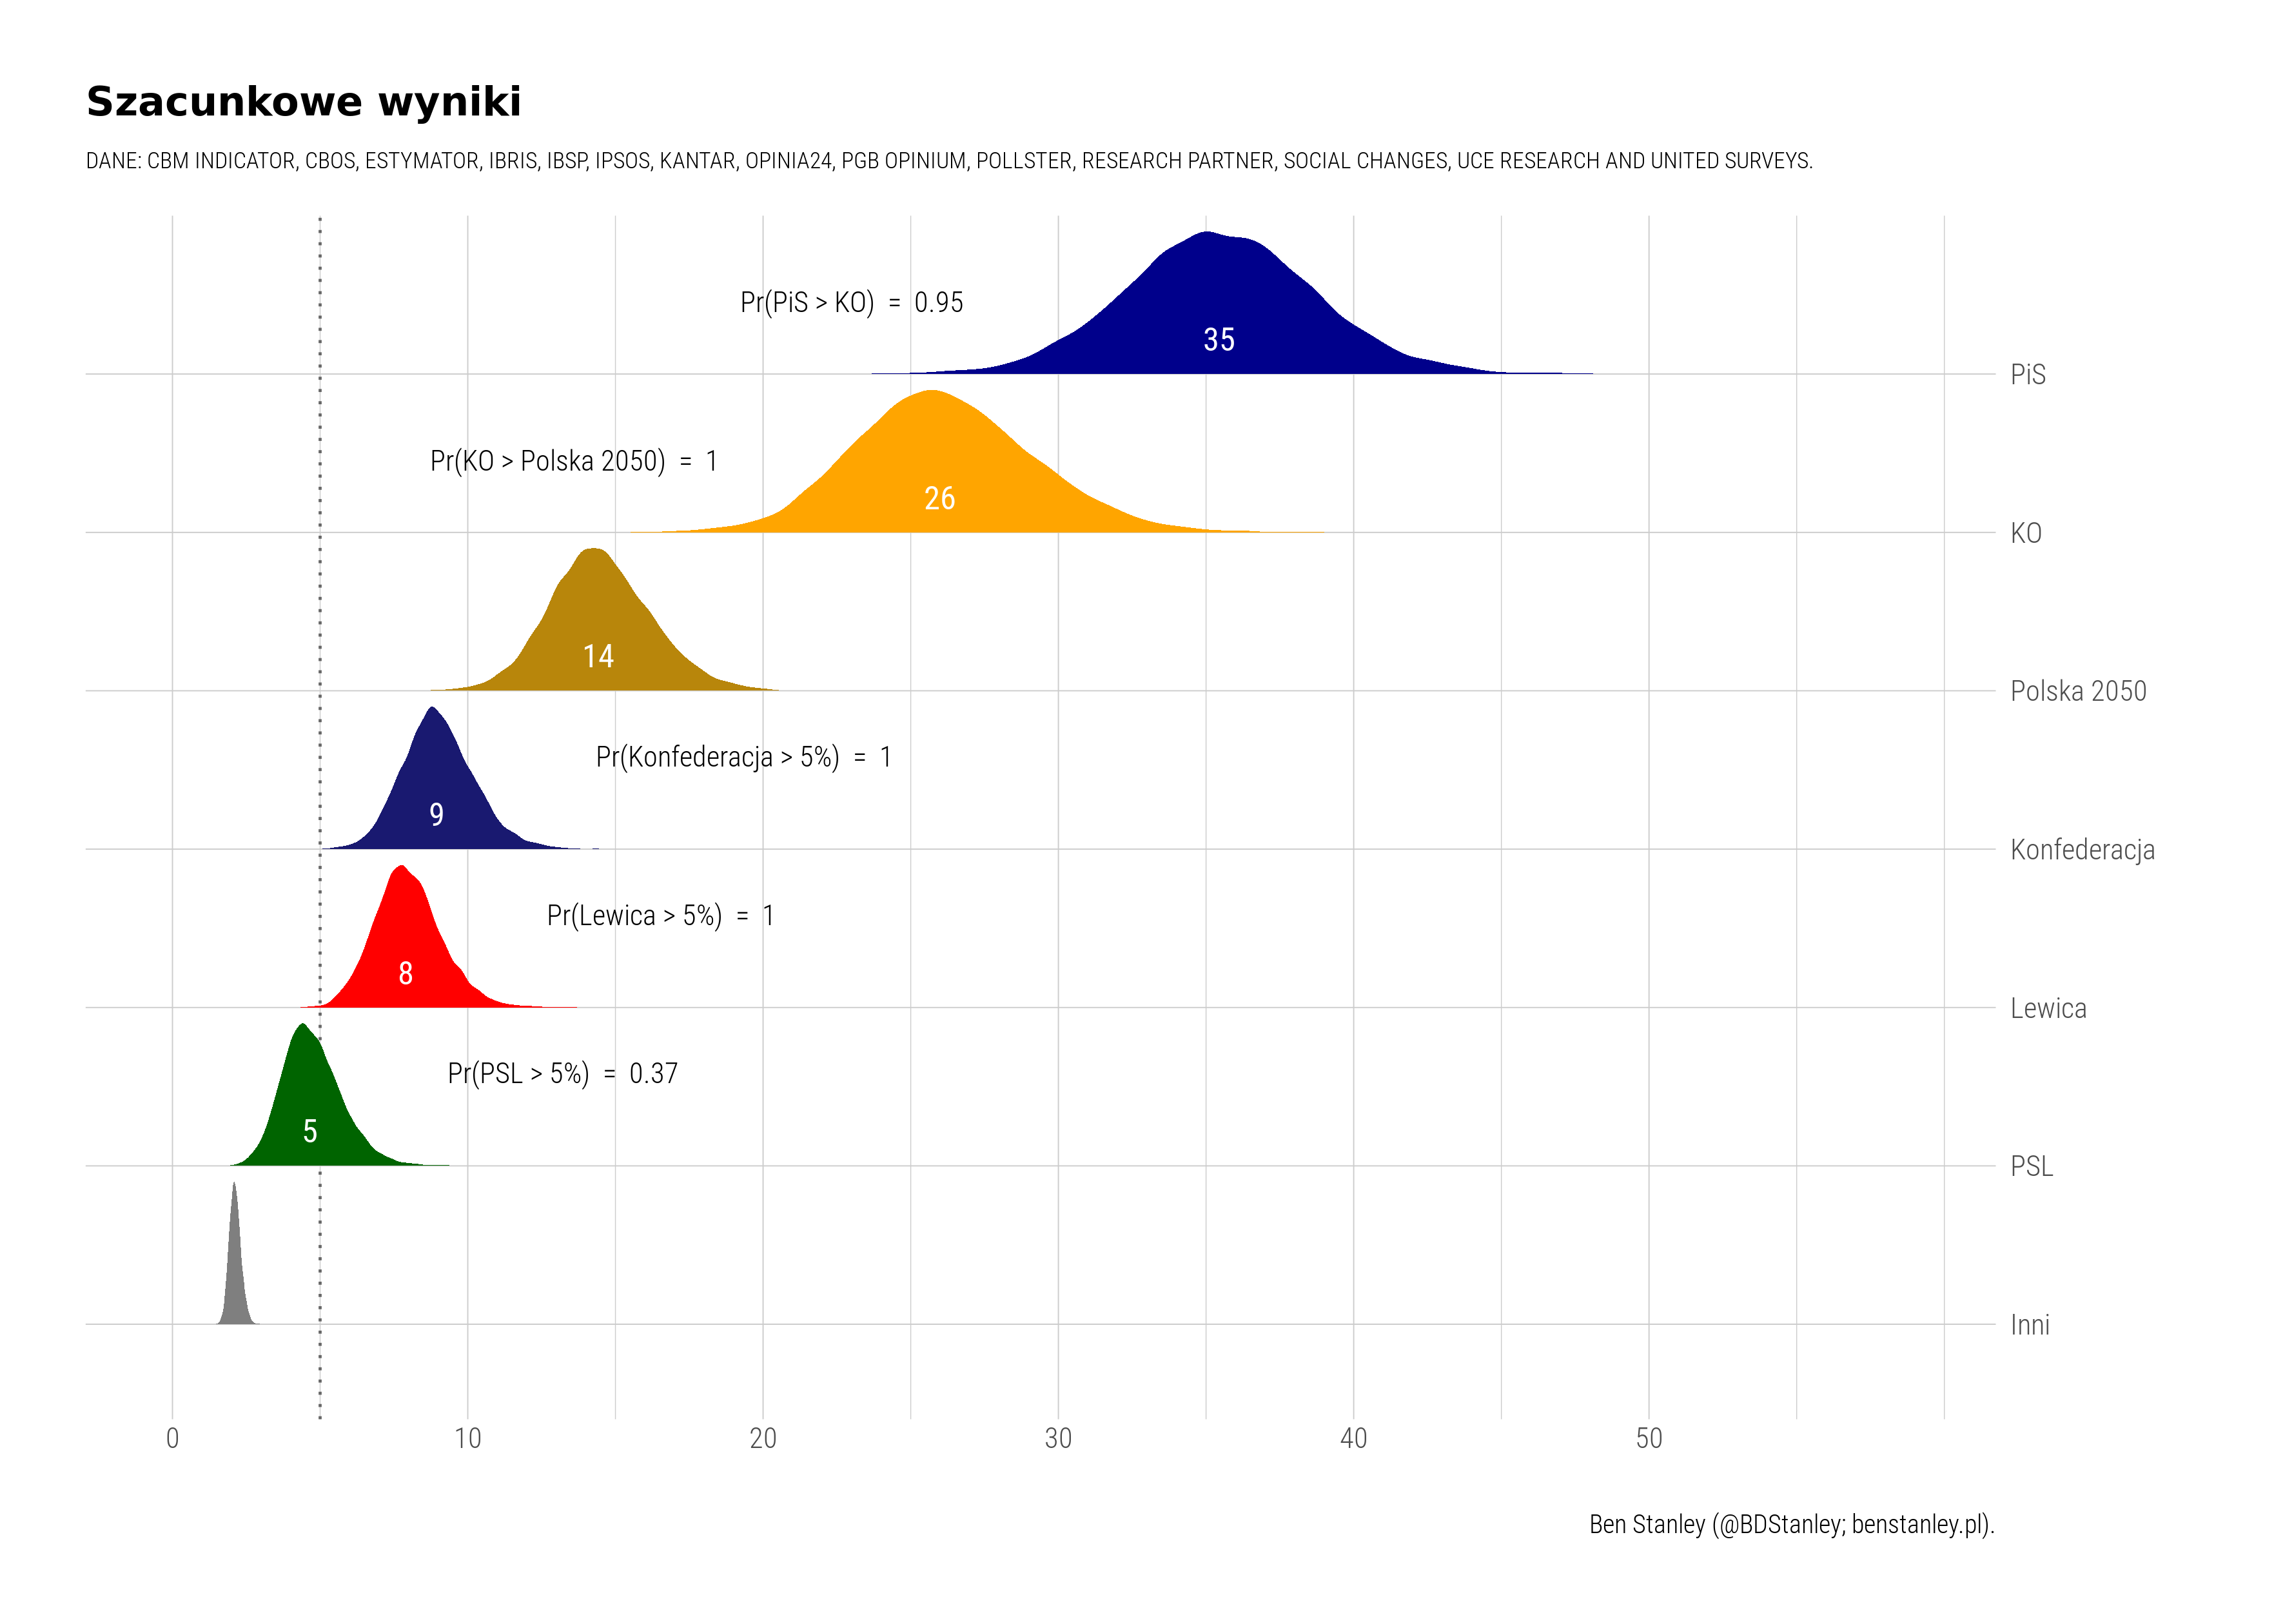 Szacunkowe wyniki
DANE: CBM INDICATOR, CBOS, ESTYMATOR, IBRIS, IBSP, IPSOS, KANTAR, OPINIA24, PGB OPINIUM, POLLSTER, RESEARCH PARTNER, SOCIAL CHANGES, UCE RESEARCH AND UNITED SURVEYS.
Pr(PiS > KO) = 0.95
35
PiS
Pr(KO > Polska 2050) = 1
26
KO
14
Polska 2050
Pr(Konfederacja > 5%) = 1
9
Konfederacja
Pr(Lewica > 5%) = 1
8
Lewica
Pr(PSL > 5%) = 0.37
5
PSL
Inni
0 10 20 30 40 50
Ben Stanley (@BDStanley; benstanley.pl).